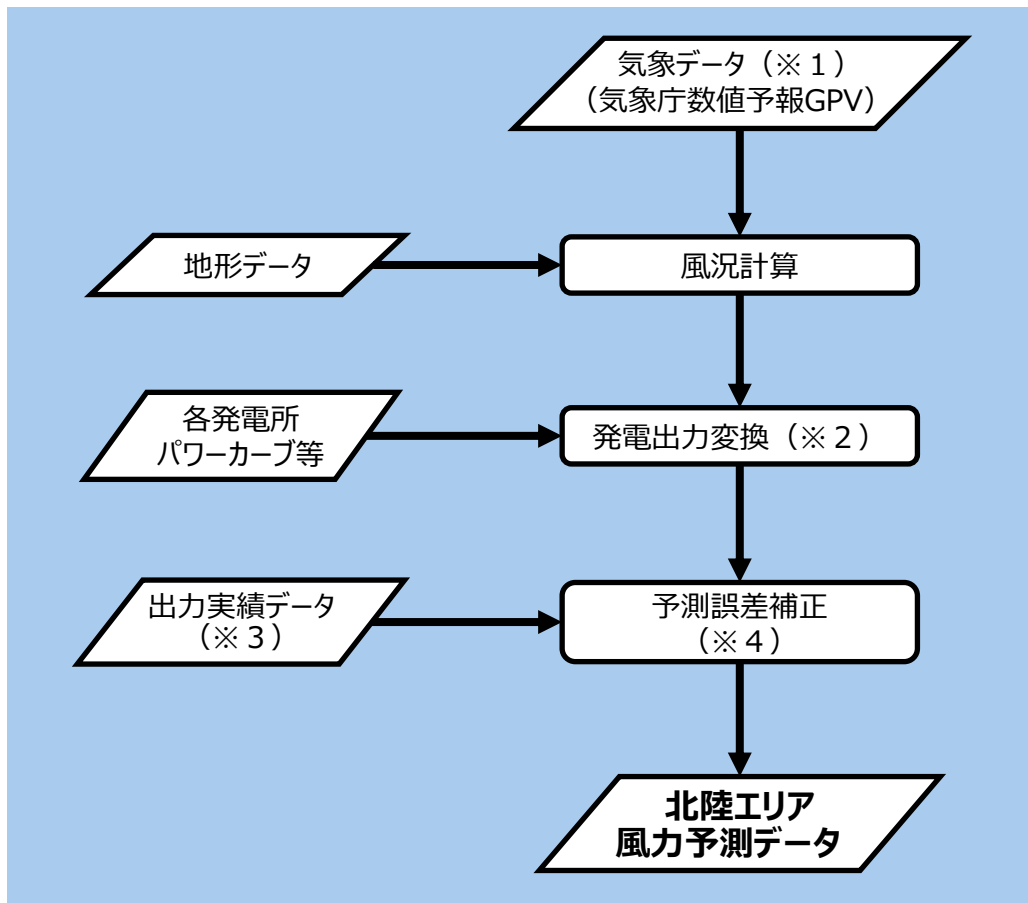 気象データ（※１）
（気象庁数値予報GPV）
地形データ
風況計算
各発電所
パワーカーブ等
発電出力変換（※２）
出力実績データ
（※３）
予測誤差補正
（※４）
北陸エリア
風力予測データ